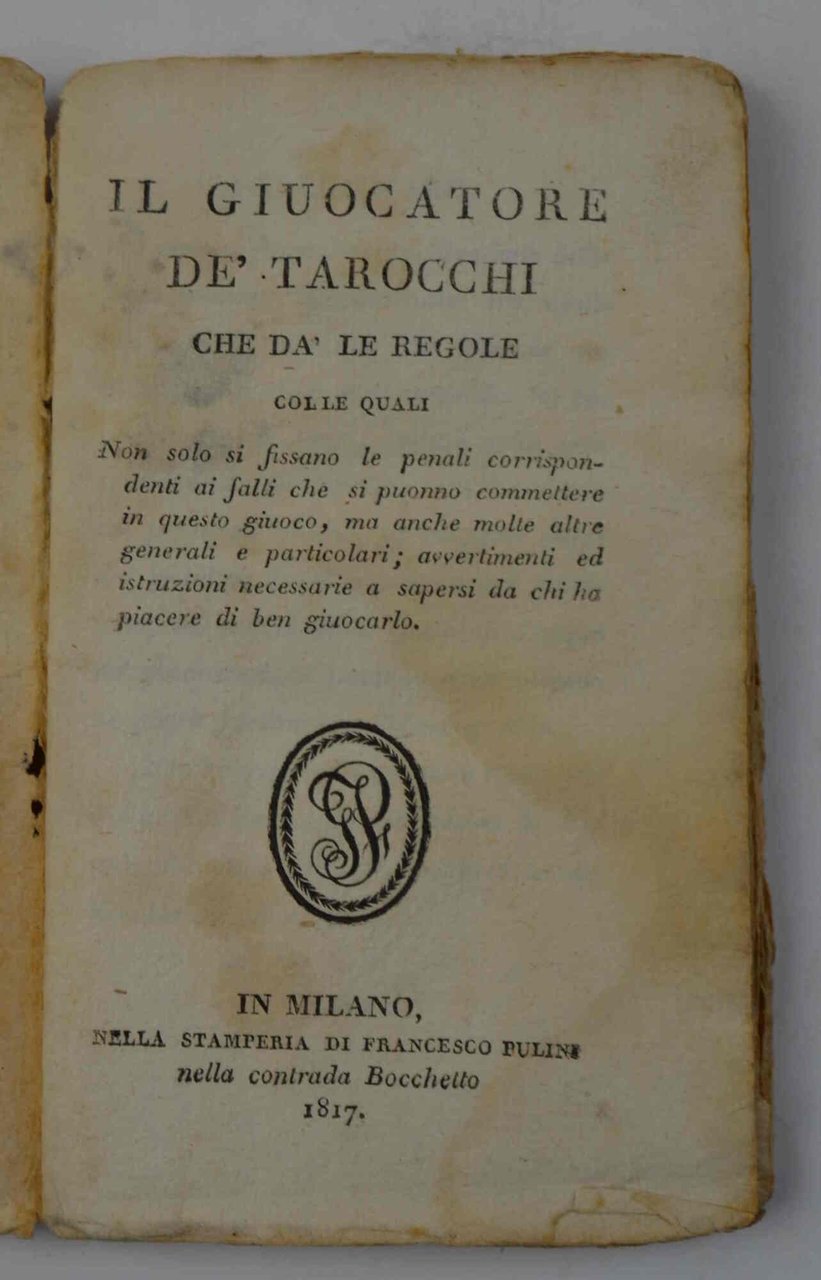 IL GIUOCATORE
DE' TAROCCHI
CHE DA' LE REGOLE
COLLE QUALI
Non solo si fissano le penali corrispon-
denti ai falli che si puonno commettere
in questo giuoco, ma anche molte altre
generali e particolari; avvertimenti ed
istruzioni necessarie a sapersi da chi ha
piacere di ben giuocarlo.
IN MILANO,
NELLA STAMPERIA DI FRANCESCO PULINI
nella contrada Bocchetto
1817.